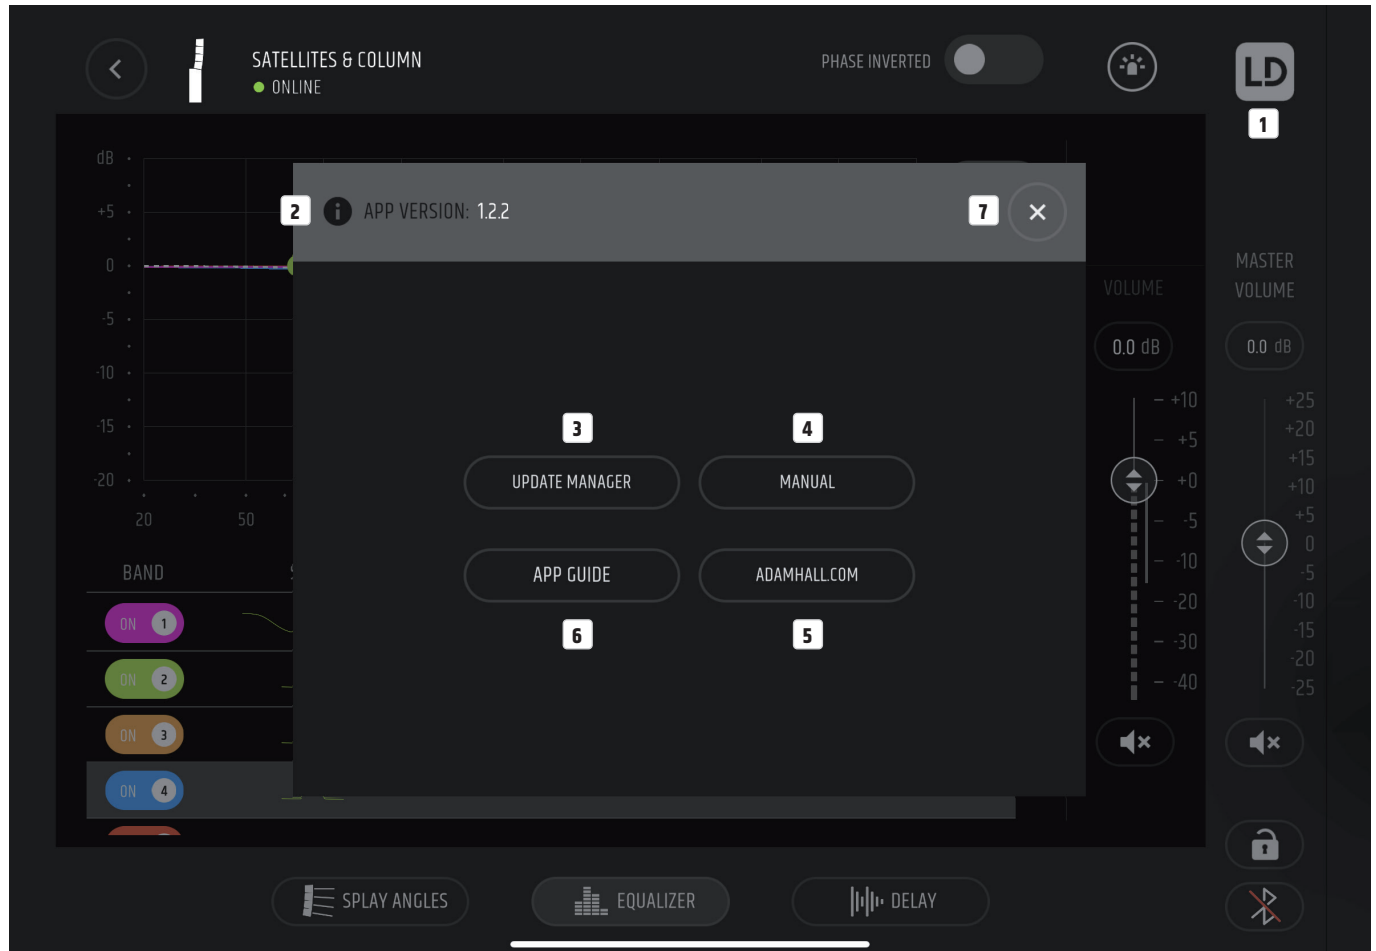 SATELLITES & COLUMN
ONLINE
PHASE INVERTED
LD
1
dB
+5
0
-5
-10
-15
-20
20
50
2
i APP VERSION: 1.2.2
7
3
UPDATE MANAGER
4
MANUAL
APP GUIDE
6
ADAMHALL.COM
5
VOLUME
0.0 dB
+10
+5
+0
-5
-10
-20
-30
-40
MASTER
VOLUME
0.0 dB
+25
+20
+15
+10
+5
0
-5
-10
-15
-20
-25
BAND
ON 1
ON 2
ON 3
ON 4
SPLAY ANGLES
EQUALIZER
DELAY